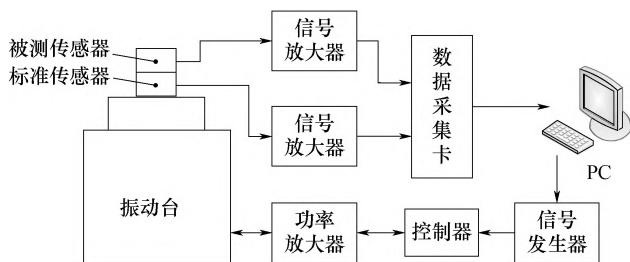 被测传感器
标准传感器
信号
放大器
信号
放大器
数
据
采
集
卡
PC
振动台
功率
放大器
控制器
信号
发生器